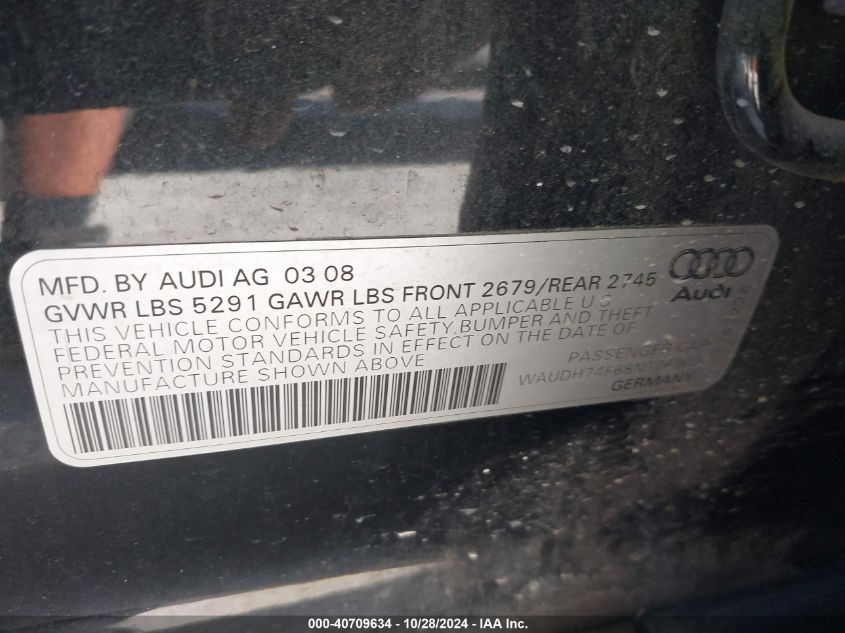 MFD. BY AUDI AG 03 08
GVWR LBS 5291 GAWR LBS FRONT 2679/REAR 2745
THIS VEHICLE CONFORMS TO ALL APPLICABLE U.S.
FEDERAL MOTOR VEHICLE SAFETY, BUMPER AND THEFT
PREVENTION STANDARDS IN EFFECT ON THE DATE OF
MANUFACTURE SHOWN ABOVE
Audi
PASSENGER CAR
GERMANY
000-40709634 - 10/28/2024 - IAA Inc.